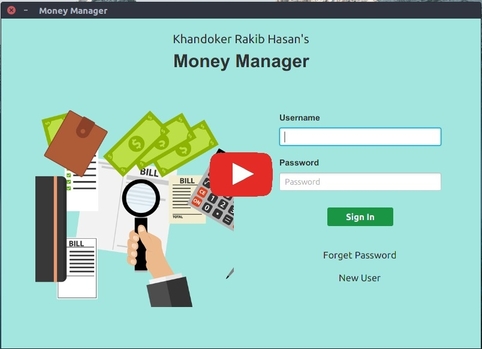 Money Manager
Khandoker Rakib Hasan's
Money Manager
Username
Password
Password
Sign In
Forget Password
New User
BILL
BILL
BILL
TOTAL